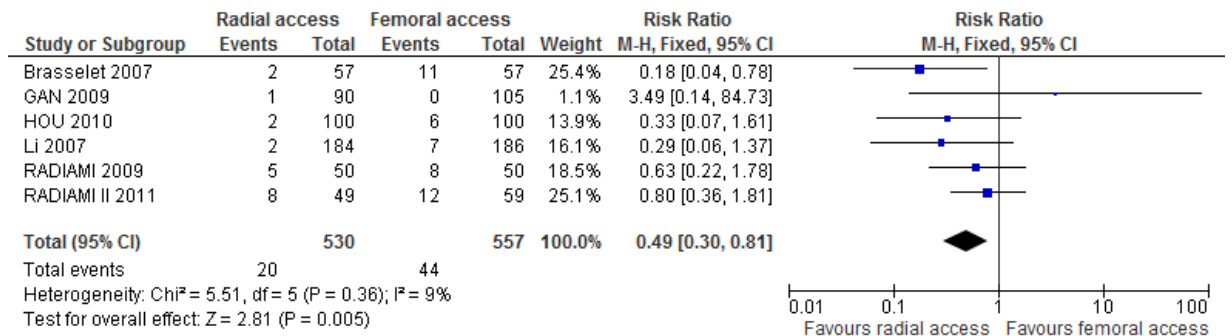 Radial access Femoral access Risk Ratio Risk Ratio
Study or Subgroup Events Total Events Total Weight M-H, Fixed, 95% CI M-H, Fixed, 95% CI
Brasselet 2007 2 57 11 57 25.4% 0.18 [0.04, 0.78]
GAN 2009 1 90 0 105 1.1% 3.49 [0.14, 84.73]
HOU 2010 2 100 6 100 13.9% 0.33 [0.07, 1.61]
Li 2007 2 184 7 186 16.1% 0.29 [0.06, 1.37]
RADIAMI 2009 5 50 8 50 18.5% 0.63 [0.22, 1.78]
RADIAMI II 2011 8 49 12 59 25.1% 0.80 [0.36, 1.81]
Total (95% CI) 530 557 100.0% 0.49 [0.30, 0.81]
Total events 20 44
Heterogeneity: Chi² = 5.51, df = 5 (P = 0.36); I² = 9%
Test for overall effect: Z = 2.81 (P = 0.005)
0.01 0.1 1 10 100
Favours radial access Favours femoral access